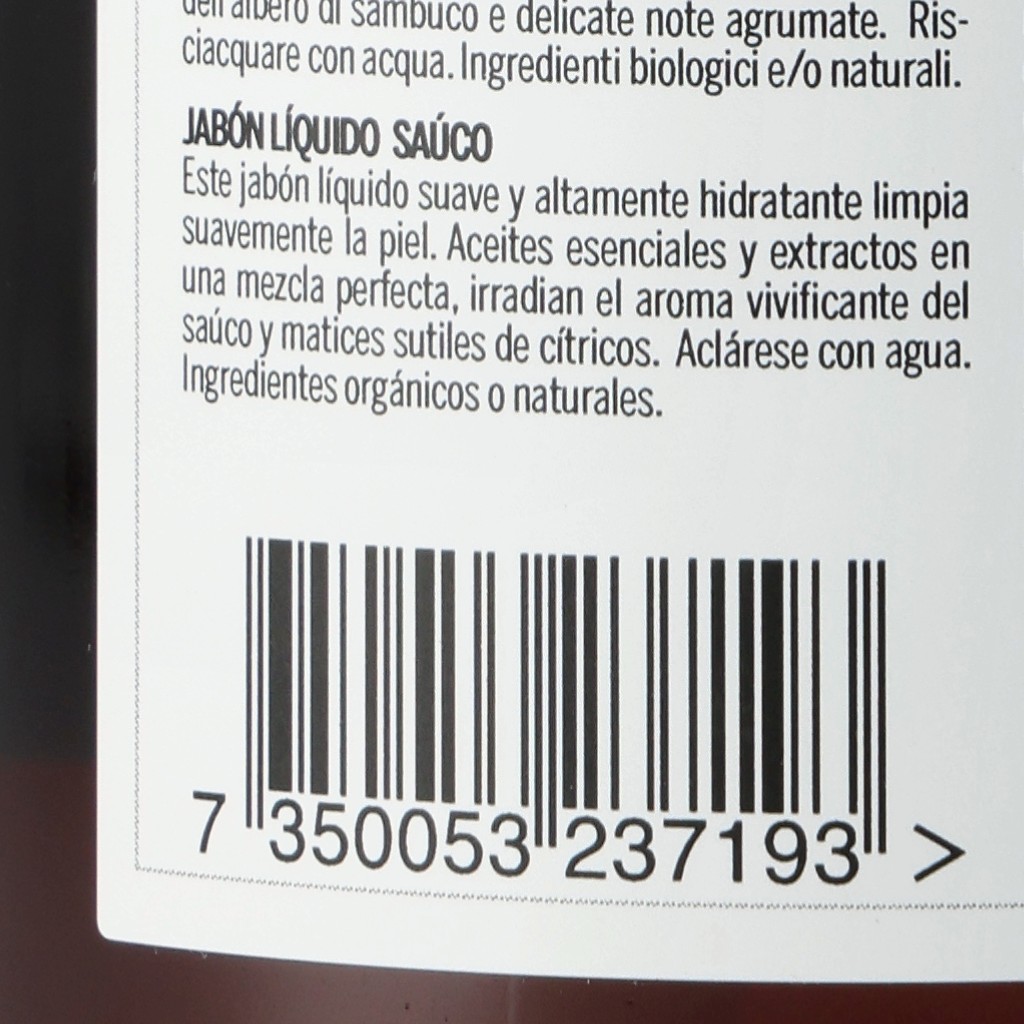 dell'albero di sambuco e delicate note agrumate. Ris-
ciacquare con acqua. Ingredienti biologici e/o naturali.
JABÓN LÍQUIDO SAÚCO
Este jabón líquido suave y altamente hidratante limpia
suavemente la piel. Aceites esenciales y extractos en
una mezcla perfecta, irradian el aroma vivificante del
saúco y matices sutiles de cítricos. Aclárese con agua.
Ingredientes orgánicos o naturales.
7 350053 237193 >